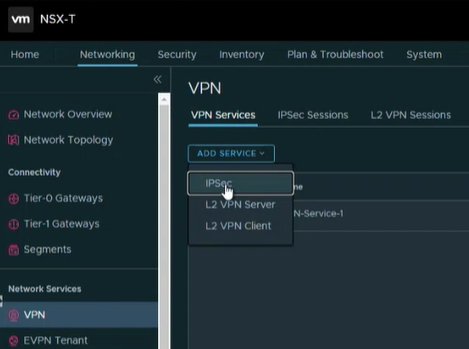 vm NSX-T
Home Networking Security Inventory Plan & Troubleshoot System
VPN
Network Overview
Network Topology
Connectivity
Tier-0 Gateways
Tier-1 Gateways
Segments
Network Services
VPN
EVPN Tenant
VPN Services IPSec Sessions L2 VPN Sessions
ADD SERVICE
IPSec
L2 VPN Server
L2 VPN Client
me
N-Service-1